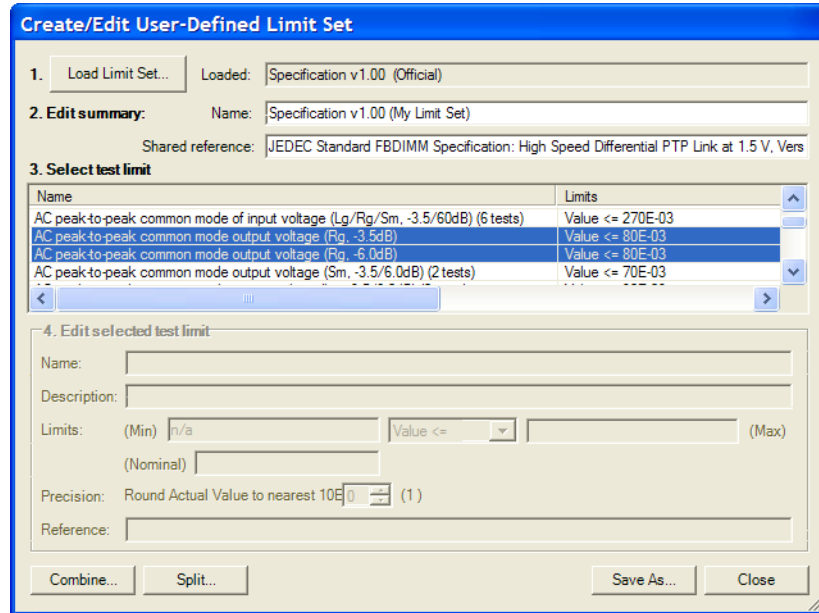 Create/Edit User-Defined Limit Set
1. Load Limit Set... Loaded: Specification v1.00 (Official)
2. Edit summary: Name: Specification v1.00 (My Limit Set)
Shared reference: JEDEC Standard FBDIMM Specification: High Speed Differential PTP Link at 1.5 V, Vers
3. Select test limit
Name Limits
AC peak-to-peak common mode of input voltage (Lg/Rg/Sm, -3.5/60dB) (6 tests) Value <= 270E-03
AC peak-to-peak common mode output voltage (Rg, -3.5dB) Value <= 80E-03
AC peak-to-peak common mode output voltage (Rg, -6.0dB) Value <= 80E-03
AC peak-to-peak common mode output voltage (Sm, -3.5/6.0dB) (2 tests) Value <= 70E-03
4. Edit selected test limit
Name:
Description:
Limits: (Min) n/a Value <= (Max)
(Nominal)
Precision: Round Actual Value to nearest 10E 0 (1 )
Reference:
Combine... Split... Save As... Close